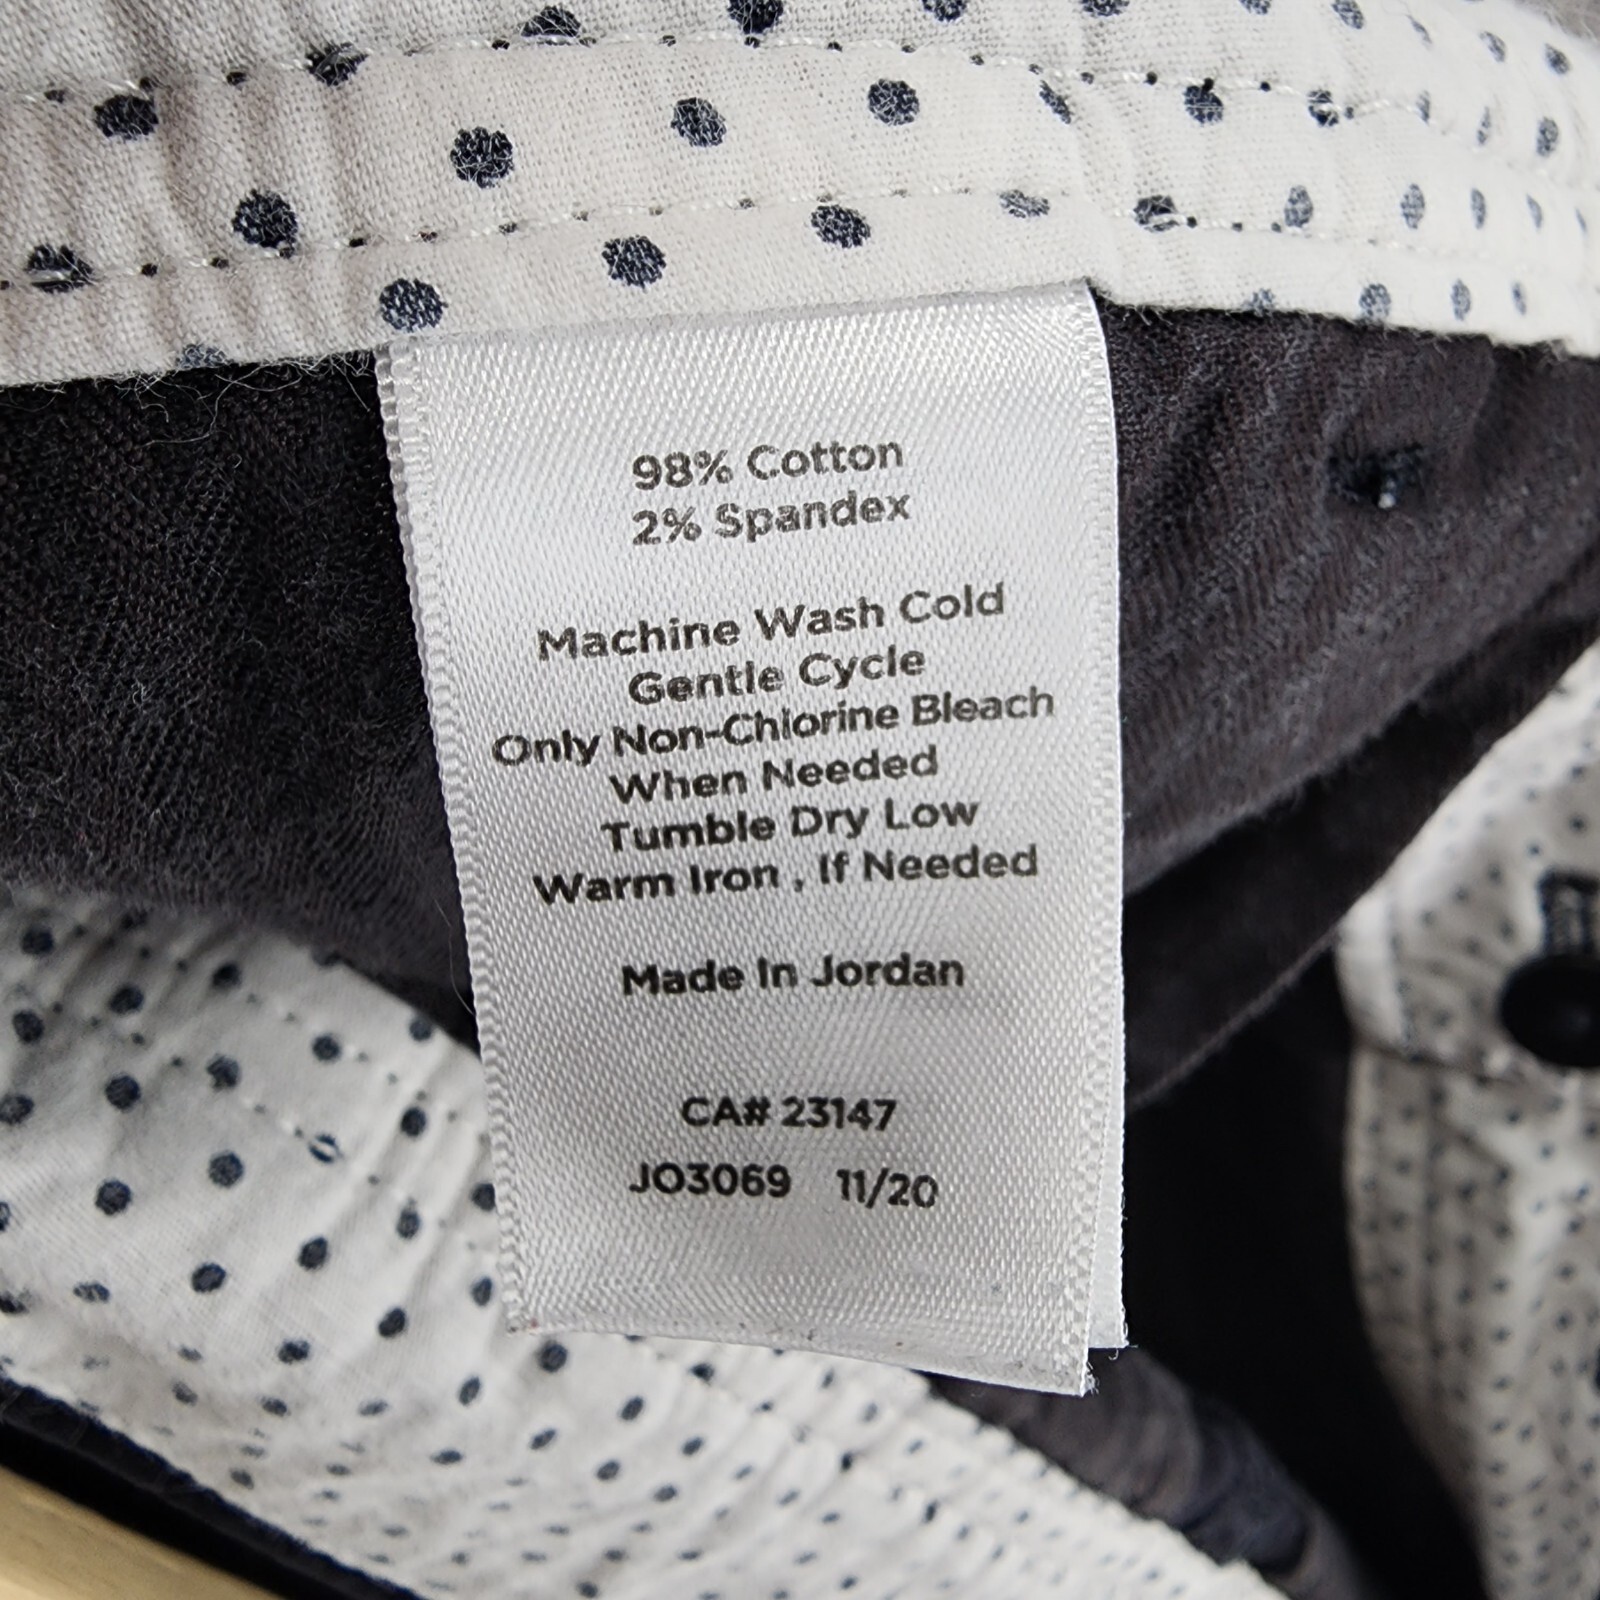 98% Cotton
2% Spandex
Machine Wash Cold
Gentle Cycle
Only Non-Chlorine Bleach
When Needed
Tumble Dry Low
Warm Iron , If Needed
Made In Jordan
CA# 23147
JO3069 11/20